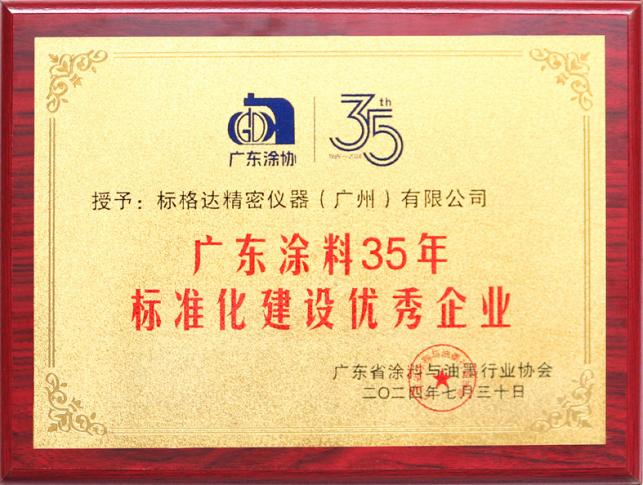 广东涂协
35th
1989—2024
授予：标格达精密仪器（广州）有限公司
广东涂料35年
标准化建设优秀企业
广东省涂料与油墨行业协会
二〇二四年七月三十日